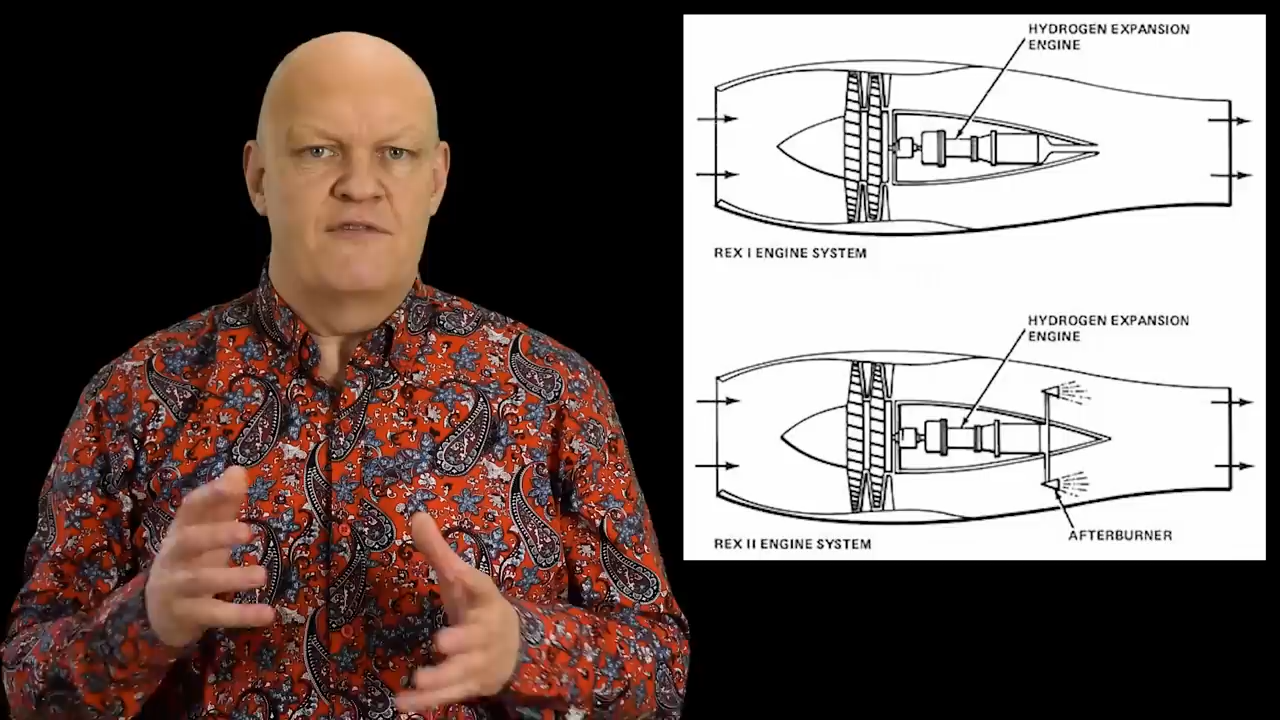 HYDROGEN EXPANSION
ENGINE
REX I ENGINE SYSTEM
HYDROGEN EXPANSION
ENGINE
AFTERBURNER
REX II ENGINE SYSTEM